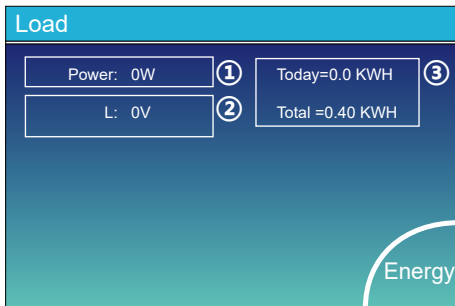 Load
Power: 0W ① Today=0.0 KWH ③
L: 0V ② Total =0.40 KWH
Energy